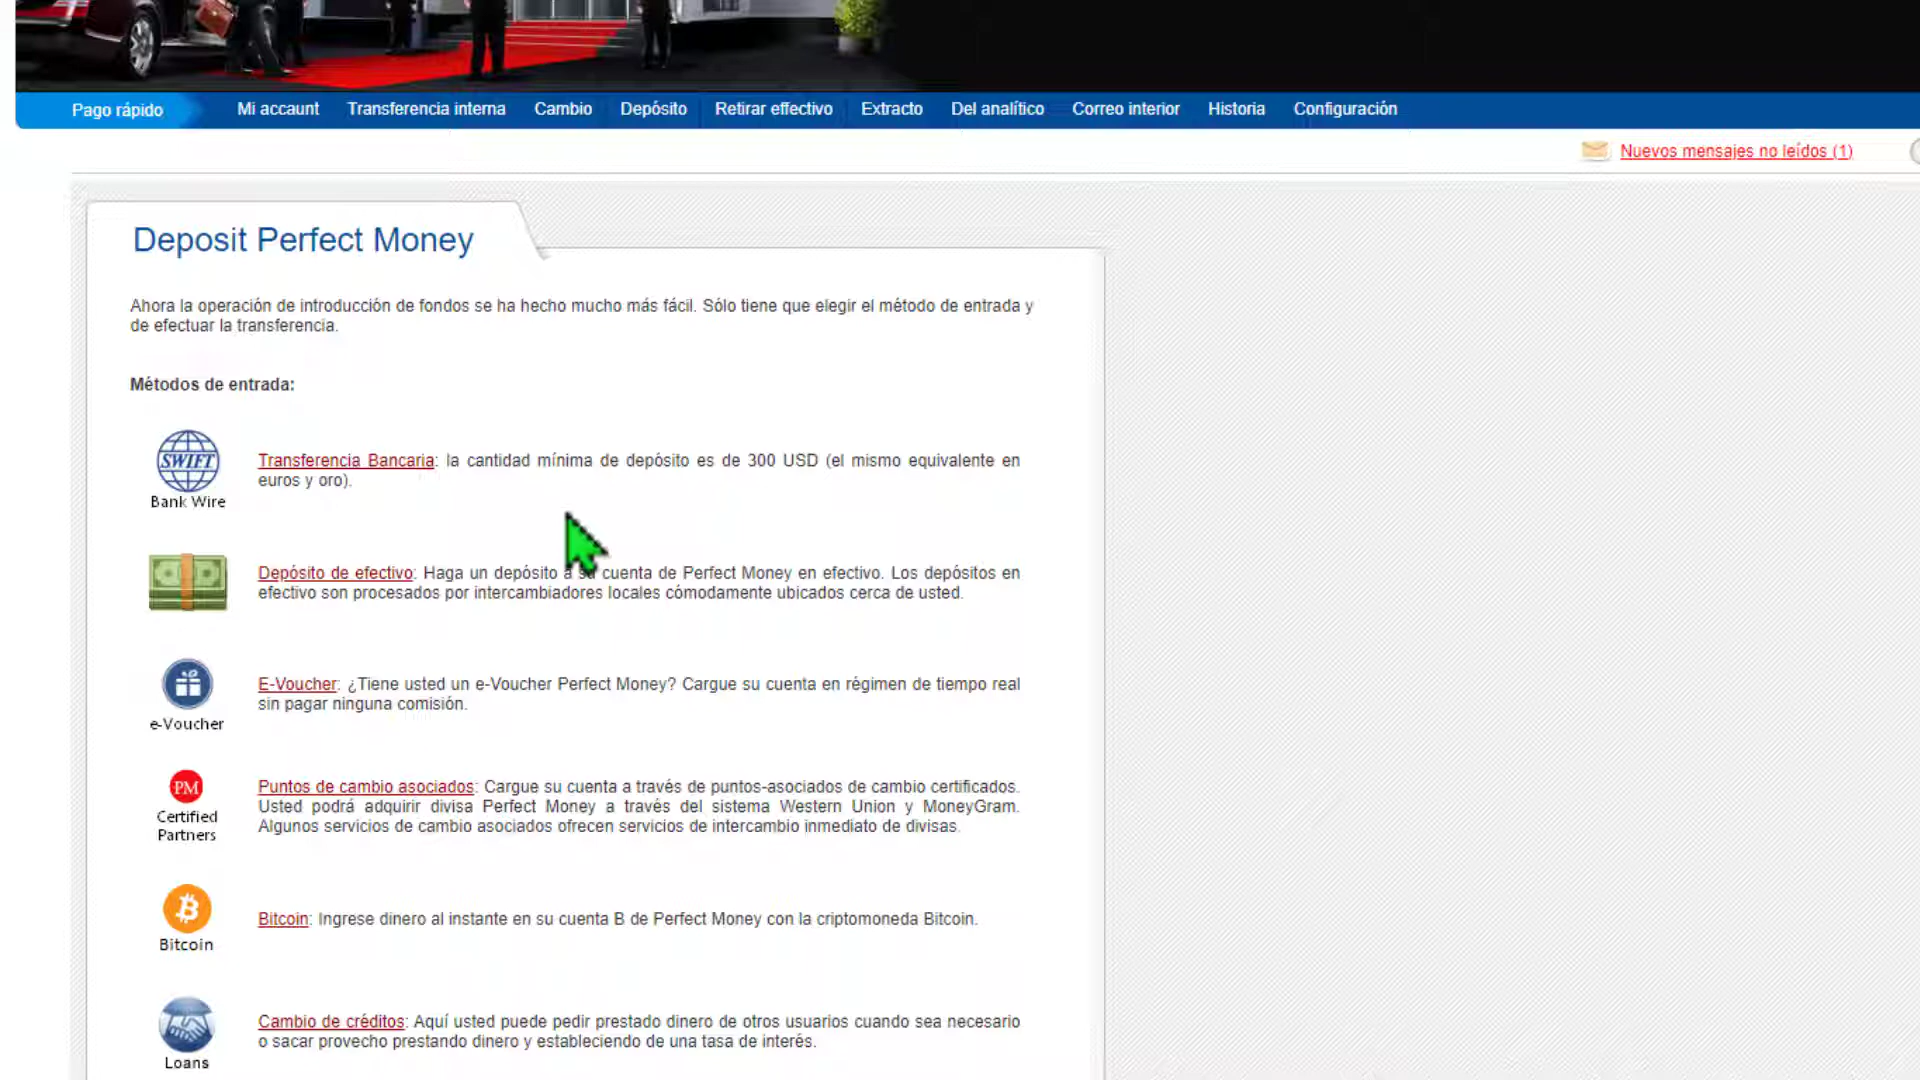 Pago rápido
Mi accaunt
Transferencia interna
Cambio
Depósito
Retirar effectivo
Extracto
Del analítico
Correo interior
Historia
Configuración
Nuevos mensajes no leídos (1)
Deposit Perfect Money
Ahora la operación de introducción de fondos se ha hecho mucho más fácil. Sólo tiene que elegir el método de entrada y
de efectuar la transferencia.
Métodos de entrada:
SWIFT
Bank Wire
Transferencia Bancaria: la cantidad mínima de depósito es de 300 USD (el mismo equivalente en
euros y oro).
Depósito de efectivo: Haga un depósito a su cuenta de Perfect Money en efectivo. Los depósitos en
efectivo son procesados por intercambiadores locales cómodamente ubicados cerca de usted.
e-Voucher
E-Voucher: ¿Tiene usted un e-Voucher Perfect Money? Cargue su cuenta en régimen de tiempo real
sin pagar ninguna comisión.
PM
Certified
Partners
Puntos de cambio asociados: Cargue su cuenta a través de puntos-asociados de cambio certificados.
Usted podrá adquirir divisa Perfect Money a través del sistema Western Union y MoneyGram.
Algunos servicios de cambio asociados ofrecen servicios de intercambio inmediato de divisas.
Bitcoin
Bitcoin: Ingrese dinero al instante en su cuenta B de Perfect Money con la criptomoneda Bitcoin.
Loans
Cambio de créditos: Aquí usted puede pedir prestado dinero de otros usuarios cuando sea necesario
o sacar provecho prestando dinero y estableciendo de una tasa de interés.